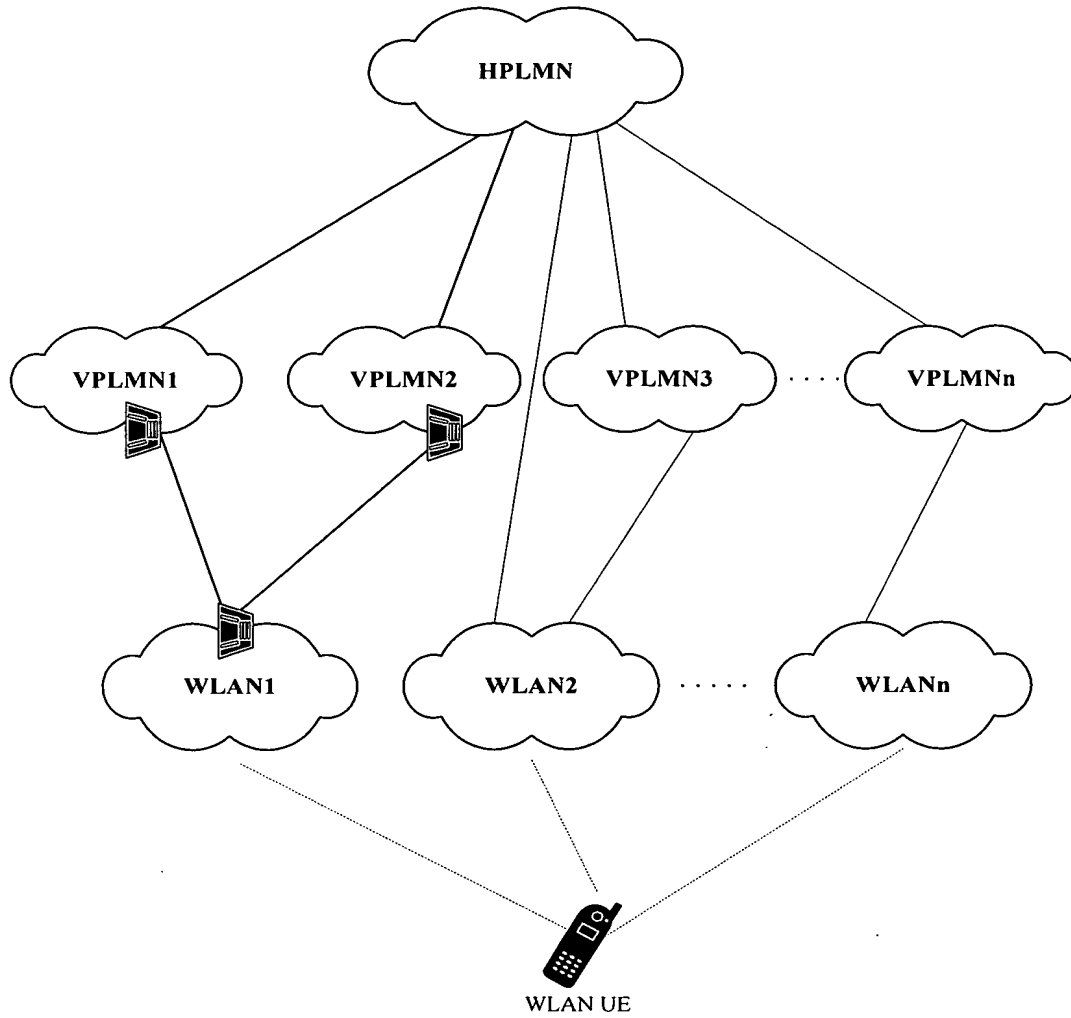 HPLMN
VPLMN1
VPLMN2
VPLMN3
. . . . .
VPLMNn
WLAN1
WLAN2
. . . . .
WLANn
WLAN UE